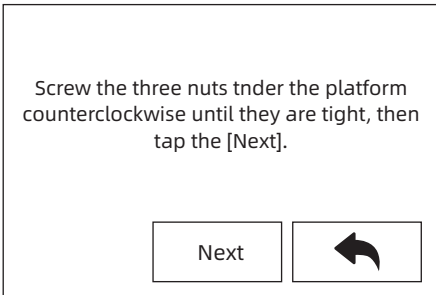 Screw the three nuts tnder the platform
counterclockwise until they are tight, then
tap the [Next].
Next